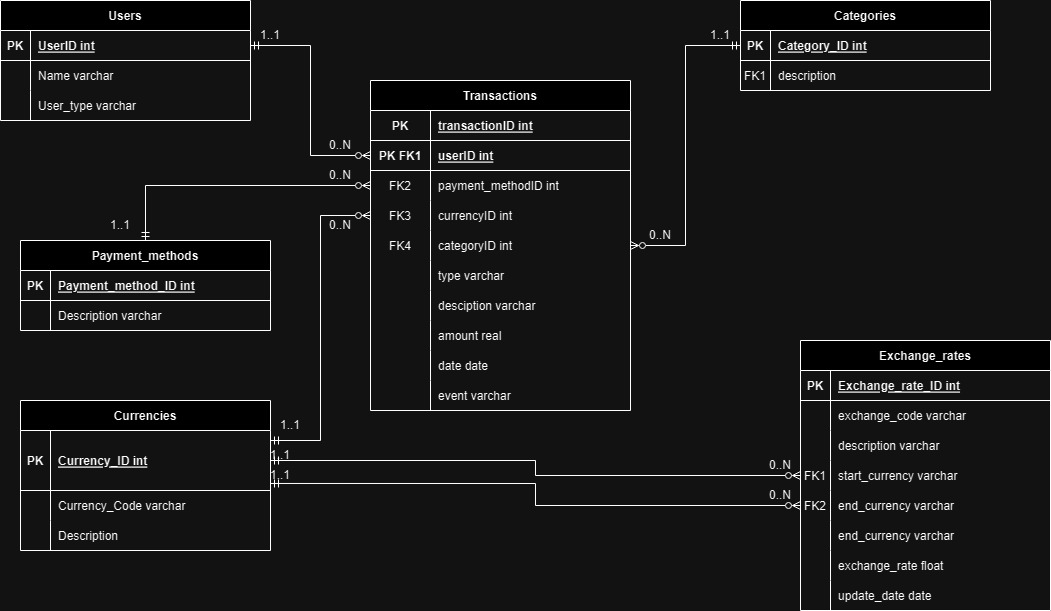 Users
PK UserID int
Name varchar
User_type varchar
1..1
Categories
1..1
PK Category_ID int
FK1 description
Transactions
PK transactionID int
0..N
PK FK1 userID int
0..N
FK2 payment_methodID int
FK3 currencyID int
0..N
FK4 categoryID int
0..N
type varchar
desciption varchar
amount real
date date
event varchar
1..1
Payment_methods
PK Payment_method_ID int
Description varchar
Currencies
1..1
PK Currency_ID int
1..1
1..1
Currency_Code varchar
Description
Exchange_rates
PK Exchange_rate_ID int
exchange_code varchar
description varchar
0..N
FK1 start_currency varchar
0..N
FK2 end_currency varchar
end_currency varchar
exchange_rate float
update_date date